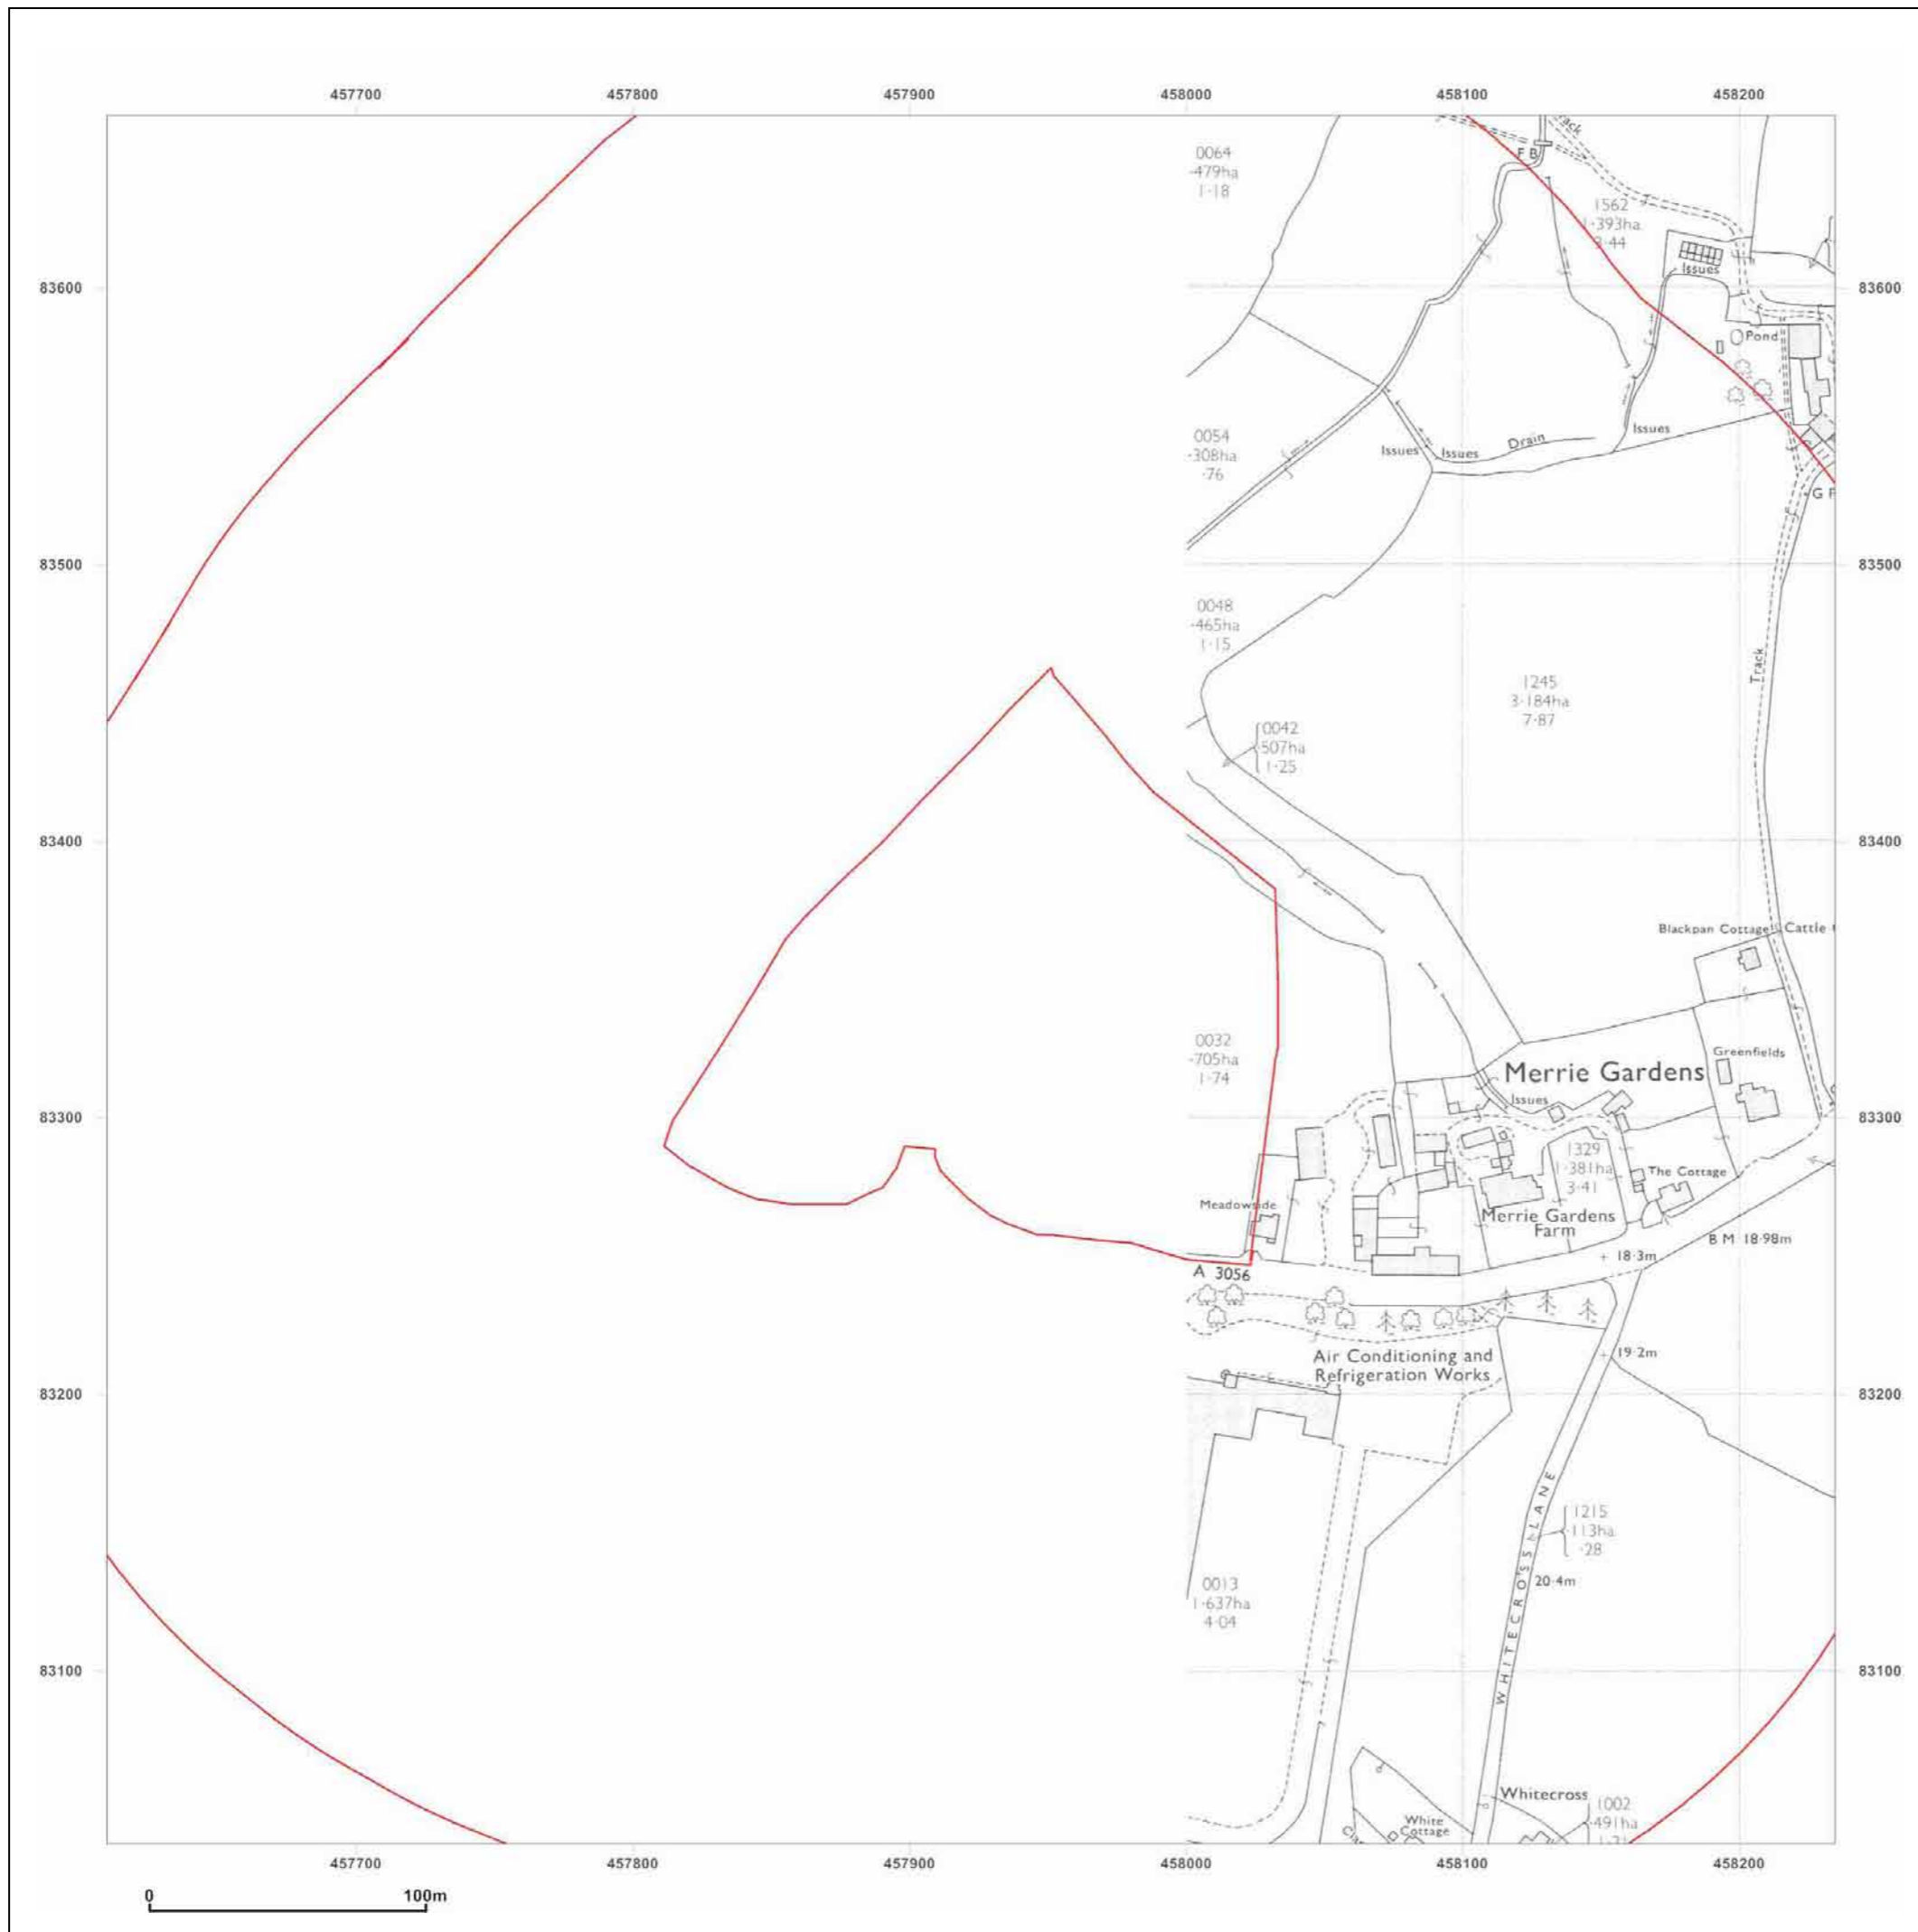 457700 457800 457900 458000 458100 458200
Track
FB
0064
·479ha
1·18
1562
1·393ha
3·44
83600
83600
Issues
Pond
0054
·308ha
·76
Issues
Issues
Drain
Issues
G P
83500
83500
0048
·465ha
1·15
Track
1245
3·184ha
7·87
0042
·507ha
1·25
83400
83400
Blackpan Cottage
Cattle
0032
·705ha
1·74
Greenfields
Merrie Gardens
Issues
83300
83300
1329
1·381ha
3·41
The Cottage
Meadowside
Merrie Gardens
Farm
B M 18·98m
+ 18·3m
A 3056
Air Conditioning and
Refrigeration Works
+ 19·2m
83200
83200
WHITECROSS LANE
1215
·113ha
·28
20·4m
0013
1·637ha
4·04
83100
83100
Whitecross
1002
·491ha
White
Cottage
457700 457800 457900 458000 458100 458200
0 100m